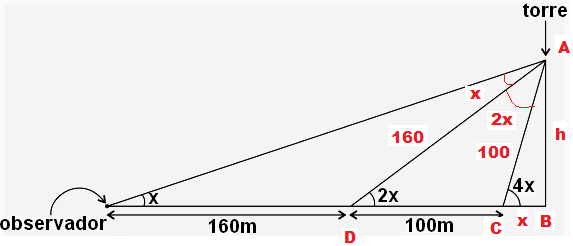 torre
A
x
2x
h
160
100
x
2x
4x
observador
160m
100m
C
x
B
D